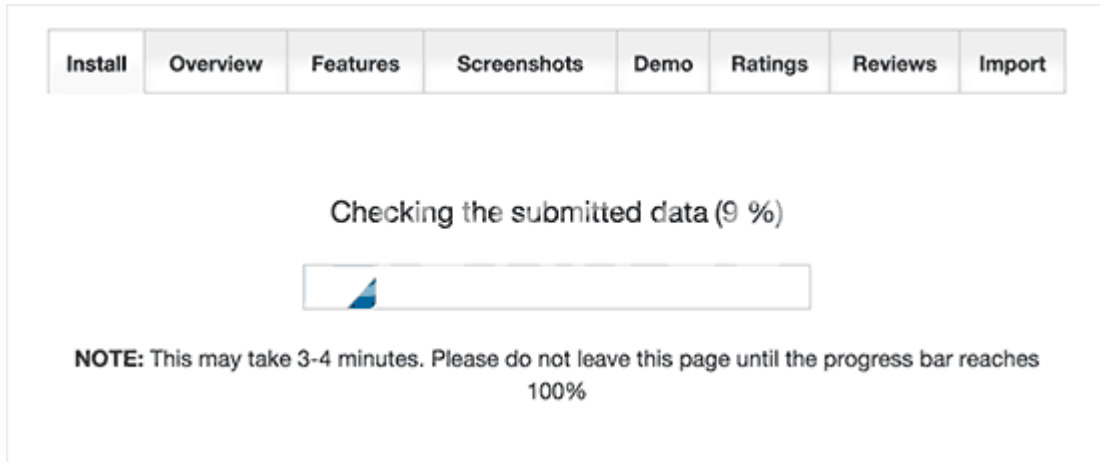 Install Overview Features Screenshots Demo Ratings Reviews Import
Checking the submitted data (9 %)
NOTE: This may take 3-4 minutes. Please do not leave this page until the progress bar reaches
100%